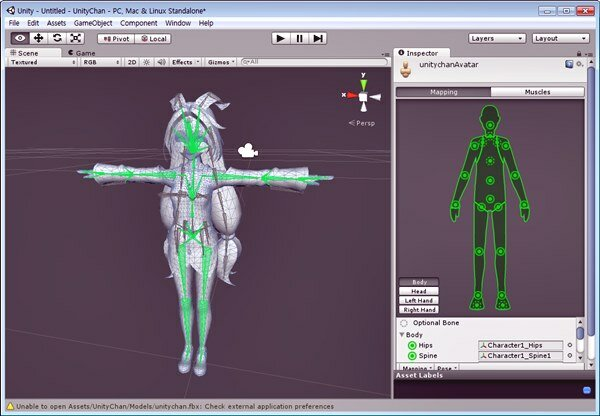 Unity - Untitled - UnityChan - PC, Mac & Linux Standalone*
File Edit Assets GameObject Component Window Help
Pivot Local Layers Layout
Scene Game
Textured RGB 2D Effects Gizmos All
y
x
Persp
Inspector
unitychanAvatar
Mapping Muscles
Body
Head
Left Hand
Right Hand
Optional Bone
Body
Hips Character1_Hips
Spine Character1_Spine1
Mapping Pose
Asset Labels
Unable to open Assets/UnityChan/Models/unitychan.fbx: Check external application preferences